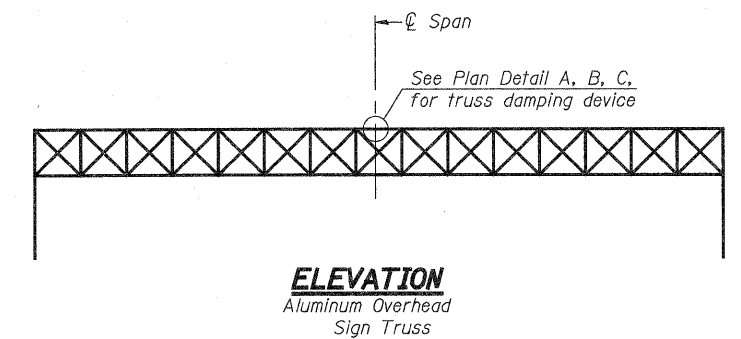 ℄ Span
See Plan Detail A, B, C,
for truss damping device
ELEVATION
Aluminum Overhead
Sign Truss